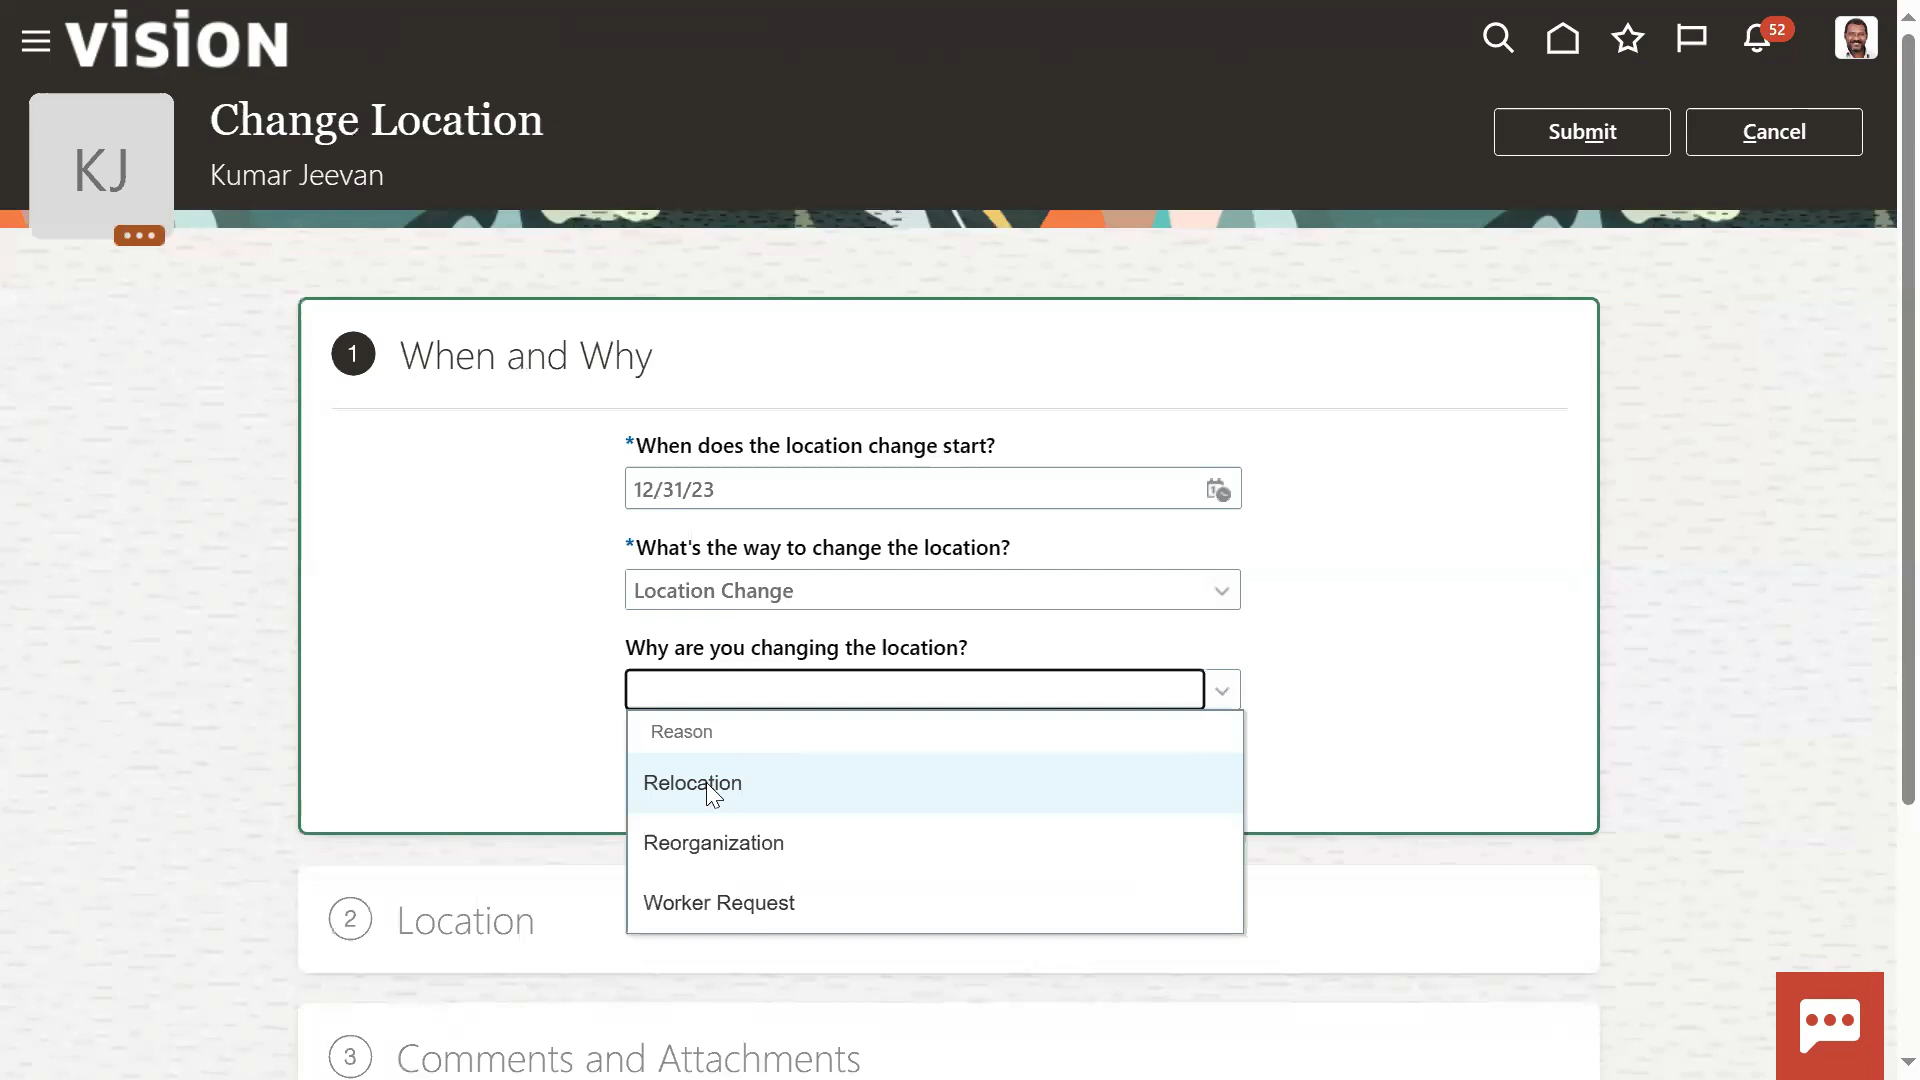 vision
52
KJ
Change Location
Kumar Jeevan
Submit
Cancel
1 When and Why
*When does the location change start?
12/31/23
*What's the way to change the location?
Location Change
Why are you changing the location?
Reason
Relocation
Reorganization
Worker Request
2 Location
3 Comments and Attachments